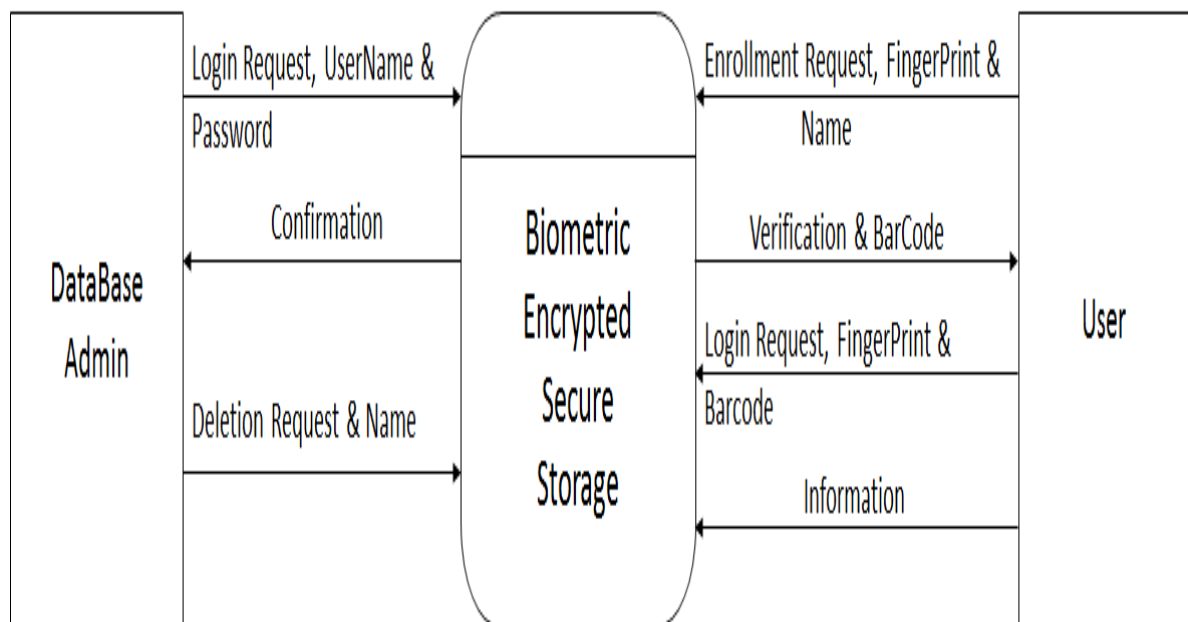 DataBase
Admin
Login Request, UserName &
Password
Confirmation
Deletion Request & Name
Biometric
Encrypted
Secure
Storage
Enrollment Request, FingerPrint &
Name
Verification & BarCode
Login Request, FingerPrint &
Barcode
Information
User